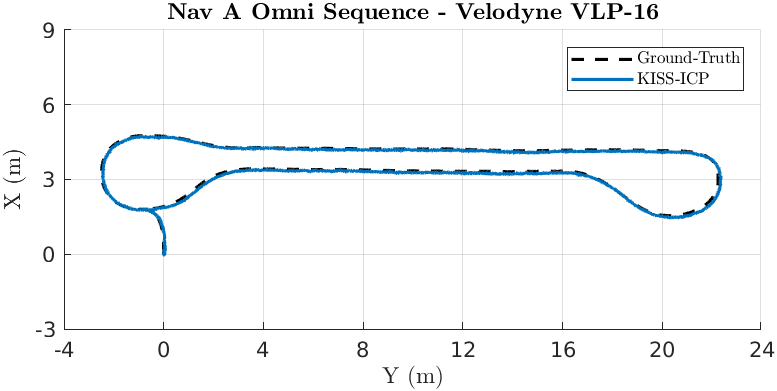 Nav A Omni Sequence - Velodyne VLP-16
Ground-Truth
KISS-ICP
9
6
3
0
-3
X (m)
-4 0 4 8 12 16 20 24
Y (m)